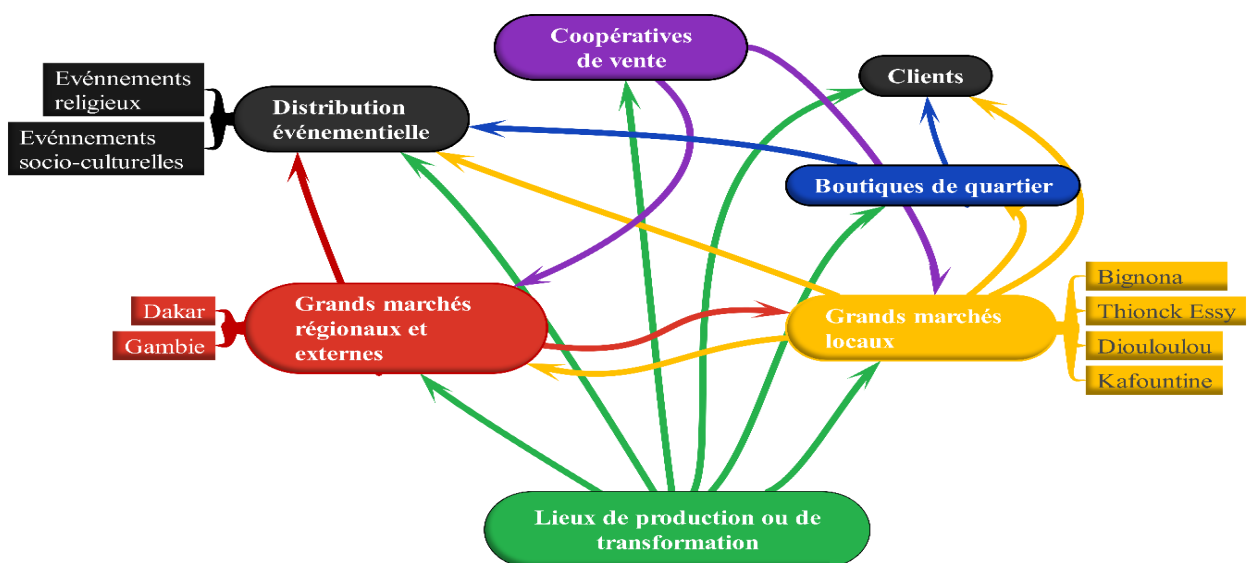 Coopératives
de vente
Clients
Evénnements
religieux
Evénnements
socio-culturelles
Distribution
événementielle
Boutiques de quartier
Dakar
Gambie
Grands marchés
régionaux et
externes
Grands marchés
locaux
Bignona
Thionck Essy
Diouloulou
Kafountine
Lieux de production ou de
transformation